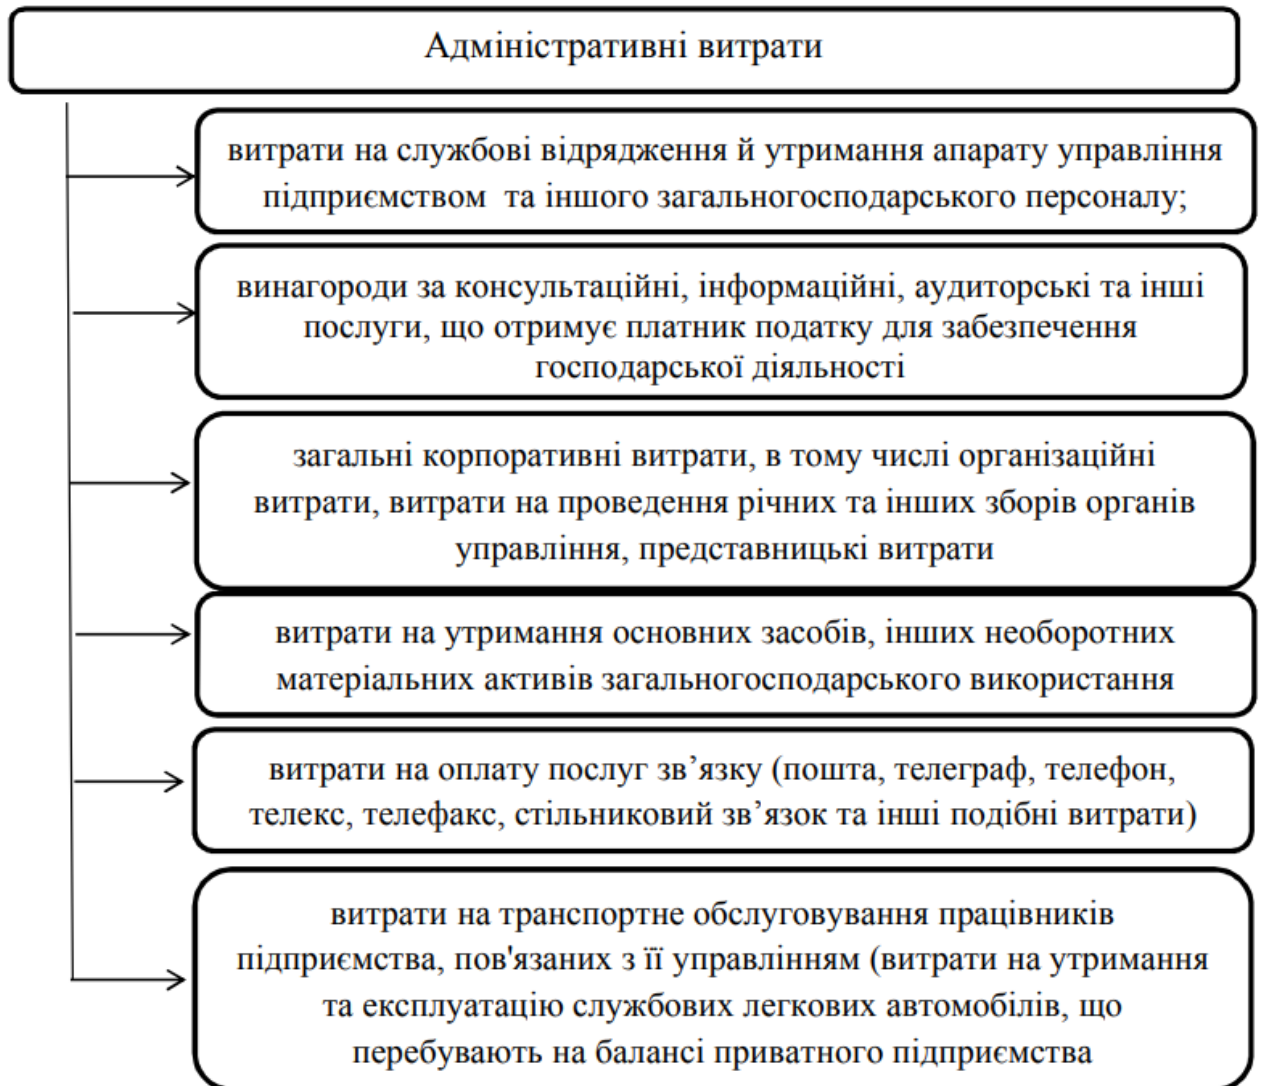 Адміністративні витрати
витрати на службові відрядження й утримання апарату управління
підприємством та іншого загальногосподарського персоналу;
винагороди за консультаційні, інформаційні, аудиторські та інші
послуги, що отримує платник податку для забезпечення
господарської діяльності
загальні корпоративні витрати, в тому числі організаційні
витрати, витрати на проведення річних та інших зборів органів
управління, представницькі витрати
витрати на утримання основних засобів, інших необоротних
матеріальних активів загальногосподарського використання
витрати на оплату послуг зв’язку (пошта, телеграф, телефон,
телекс, телефакс, стільниковий зв’язок та інші подібні витрати)
витрати на транспортне обслуговування працівників
підприємства, пов'язаних з її управлінням (витрати на утримання
та експлуатацію службових легкових автомобілів, що
перебувають на балансі приватного підприємства